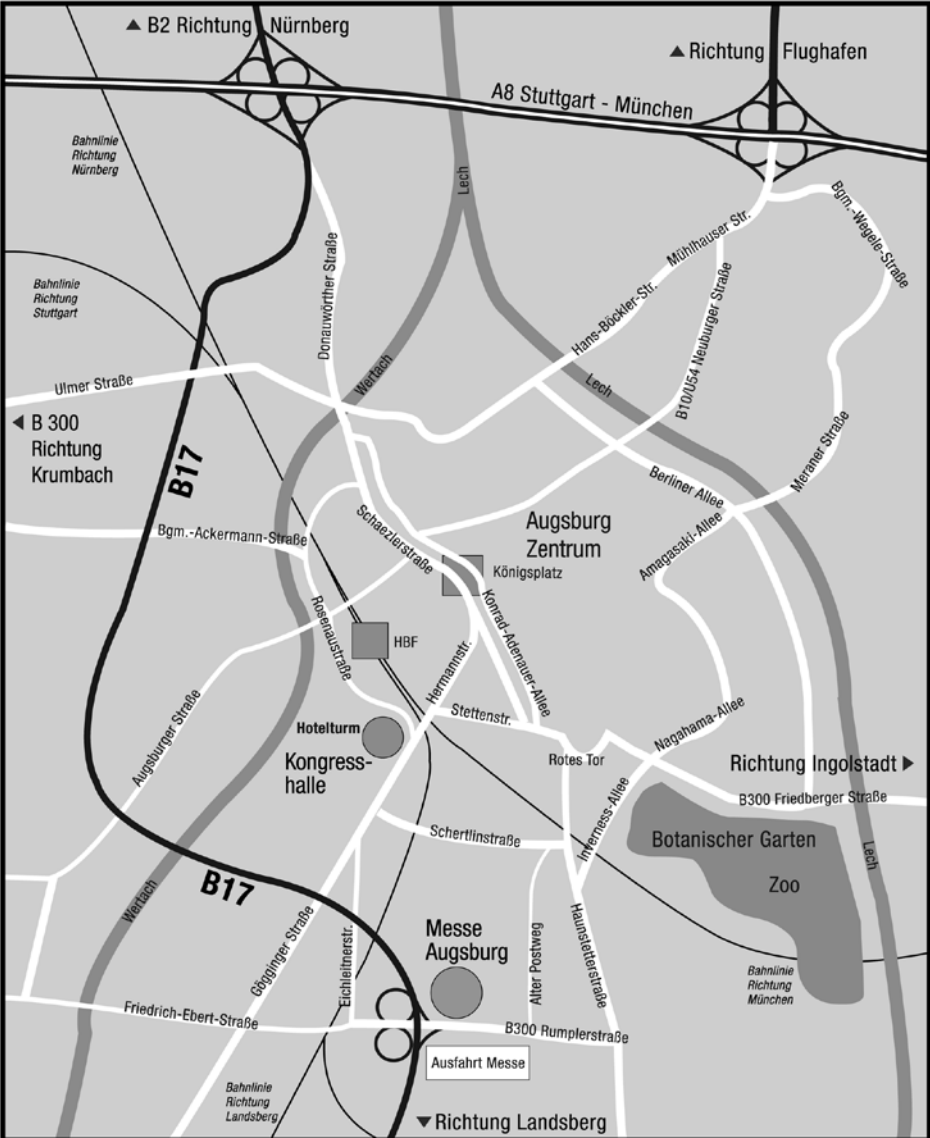 B2 Richtung Nürnberg
Richtung Flughafen
A8 Stuttgart - München
Bahnlinie
Richtung
Nürnberg
Lech
Bgm.-Wegele-Straße
Mühlhauser Str.
Donauwörther Straße
Bahnlinie
Richtung
Stuttgart
Hans-Böckler-Str.
B10/U54 Neuburger Straße
Wertach
Lech
Ulmer Straße
B 300
Richtung
Krumbach
B17
Meraner Straße
Berliner Allee
Bgm.-Ackermann-Straße
Schaezlerstraße
Augsburg
Zentrum
Amagasaki-Allee
Königsplatz
Rosenaustraße
HBF
Konrad-Adenauer-Allee
Hermannstr.
Stettenstr.
Augsburger Straße
Hotelturm
Kongress-
halle
Rotes Tor
Nagahama-Allee
Richtung Ingolstadt
B300 Friedberger Straße
Inverness-Allee
Schertlinstraße
Botanischer Garten
Zoo
Lech
B17
Wertach
Gögginger Straße
Eichleitnerstr.
Messe
Augsburg
Alter Postweg
Haunstetterstraße
Bahnlinie
Richtung
München
Friedrich-Ebert-Straße
B300 Rumplerstraße
Ausfahrt Messe
Bahnlinie
Richtung
Landsberg
Richtung Landsberg